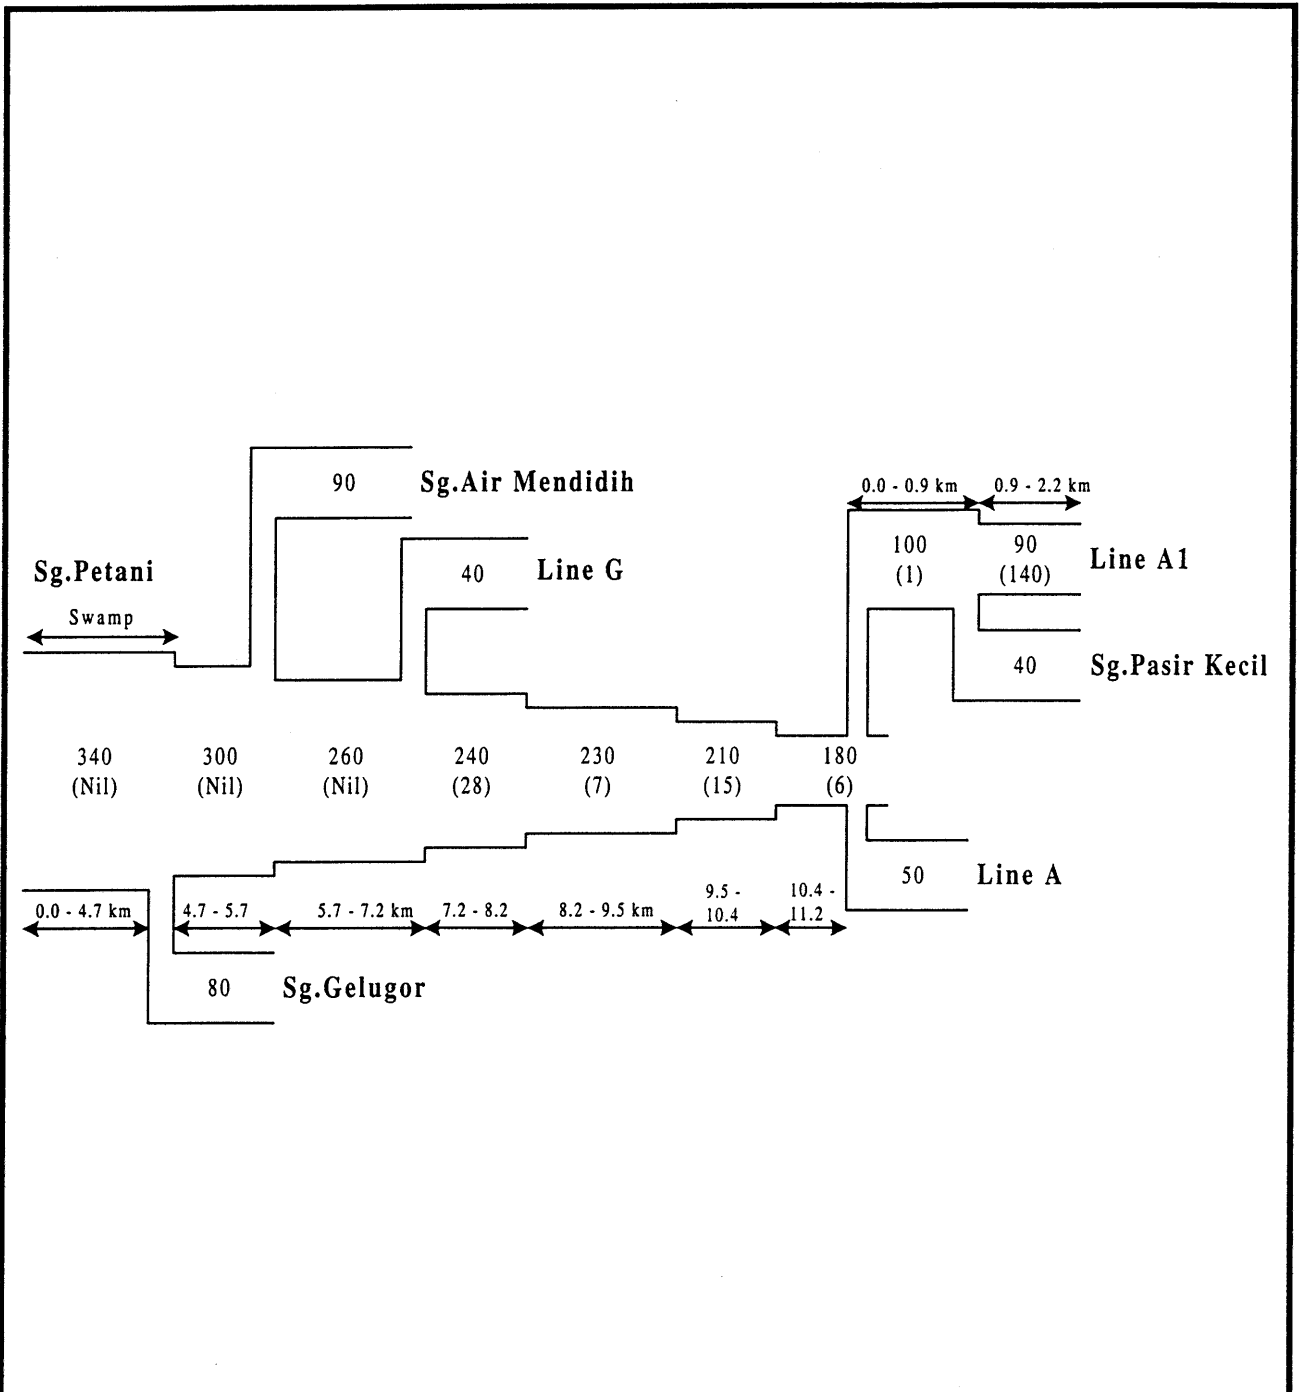 90
Sg.Air Mendidih
0.0 - 0.9 km
0.9 - 2.2 km
100
(1)
90
(140)
Line A1
Sg.Petani
40
Line G
Swamp
40
Sg.Pasir Kecil
340
(Nil)
300
(Nil)
260
(Nil)
240
(28)
230
(7)
210
(15)
180
(6)
50
Line A
0.0 - 4.7 km
4.7 - 5.7
5.7 - 7.2 km
7.2 - 8.2
8.2 - 9.5 km
9.5 -
10.4
10.4 -
11.2
80
Sg.Gelugor